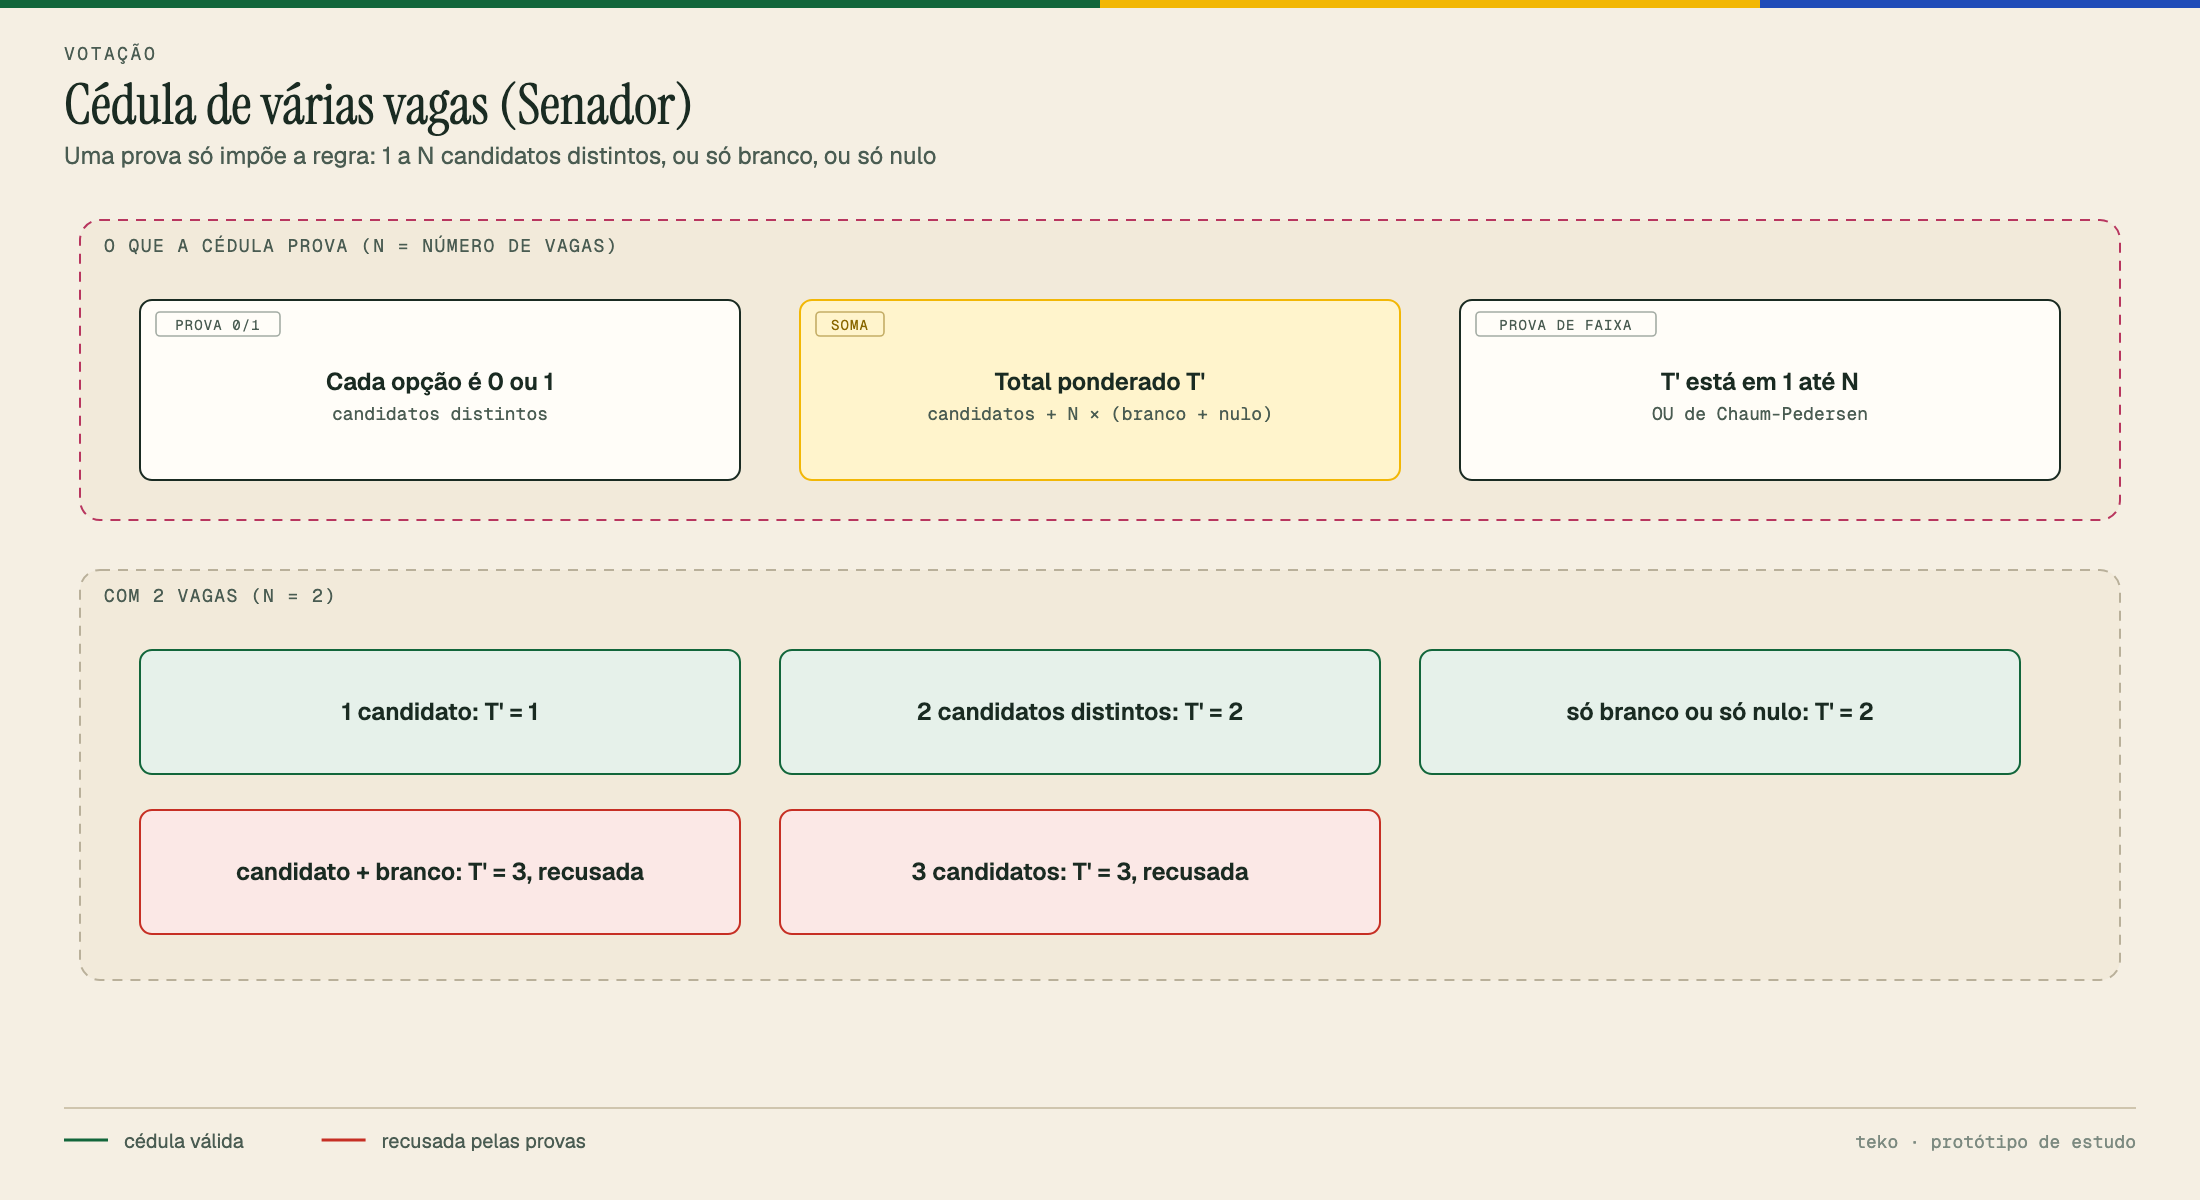 VOTAÇÃO
Cédula de várias vagas (Senador)
Uma prova só impõe a regra: 1 a N candidatos distintos, ou só branco, ou só nulo
O QUE A CÉDULA PROVA (N = NÚMERO DE VAGAS)
PROVA 0/1
Cada opção é 0 ou 1
candidatos distintos
SOMA
Total ponderado T'
candidatos + N × (branco + nulo)
PROVA DE FAIXA
T' está em 1 até N
OU de Chaum-Pedersen
COM 2 VAGAS (N = 2)
1 candidato: T' = 1
2 candidatos distintos: T' = 2
só branco ou só nulo: T' = 2
candidato + branco: T' = 3, recusada
3 candidatos: T' = 3, recusada
cédula válida
recusada pelas provas
teko · protótipo de estudo